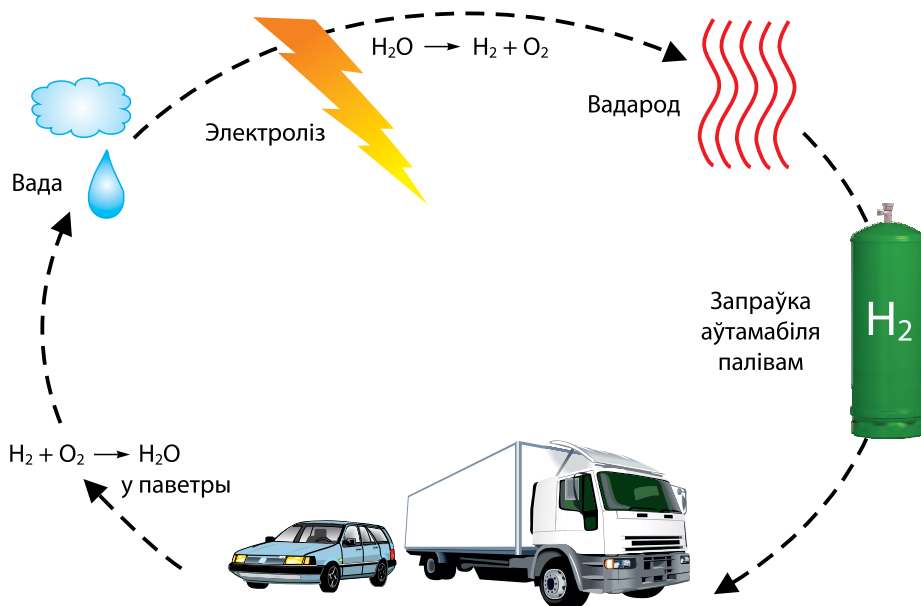 H₂O → H₂ + O₂
Электроліз
Вадарод
Вада
Запраўка
аўтамабіля
палівам
H₂
H₂ + O₂ → H₂O
у паветры